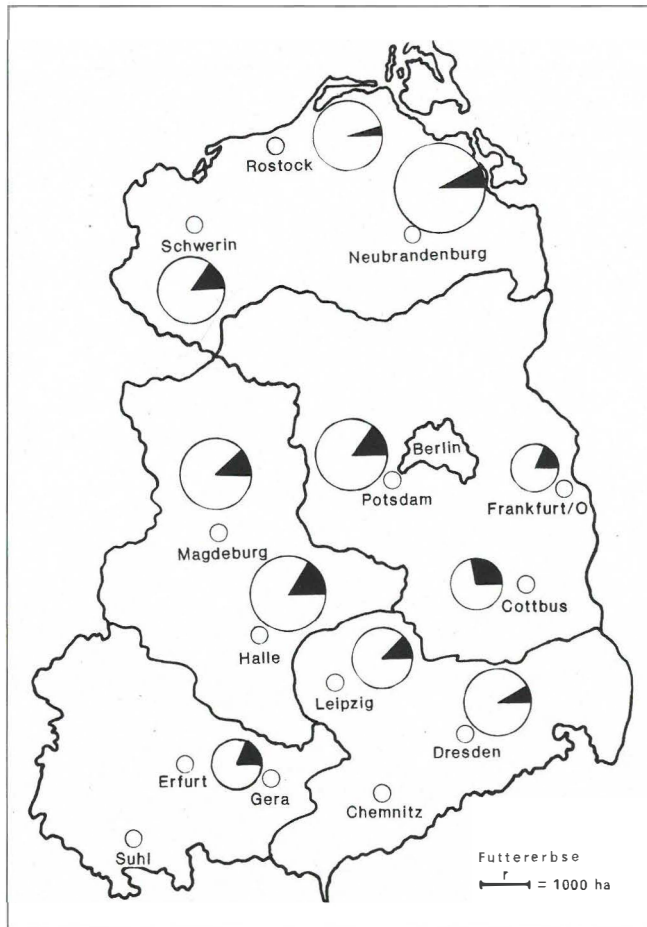 Rostock
Schwerin
Neubrandenburg
Berlin
Potsdam
Frankfurt/O
Magdeburg
Cottbus
Halle
Leipzig
Dresden
Erfurt
Gera
Chemnitz
Suhl
Futtererbse
r
= 1000 ha